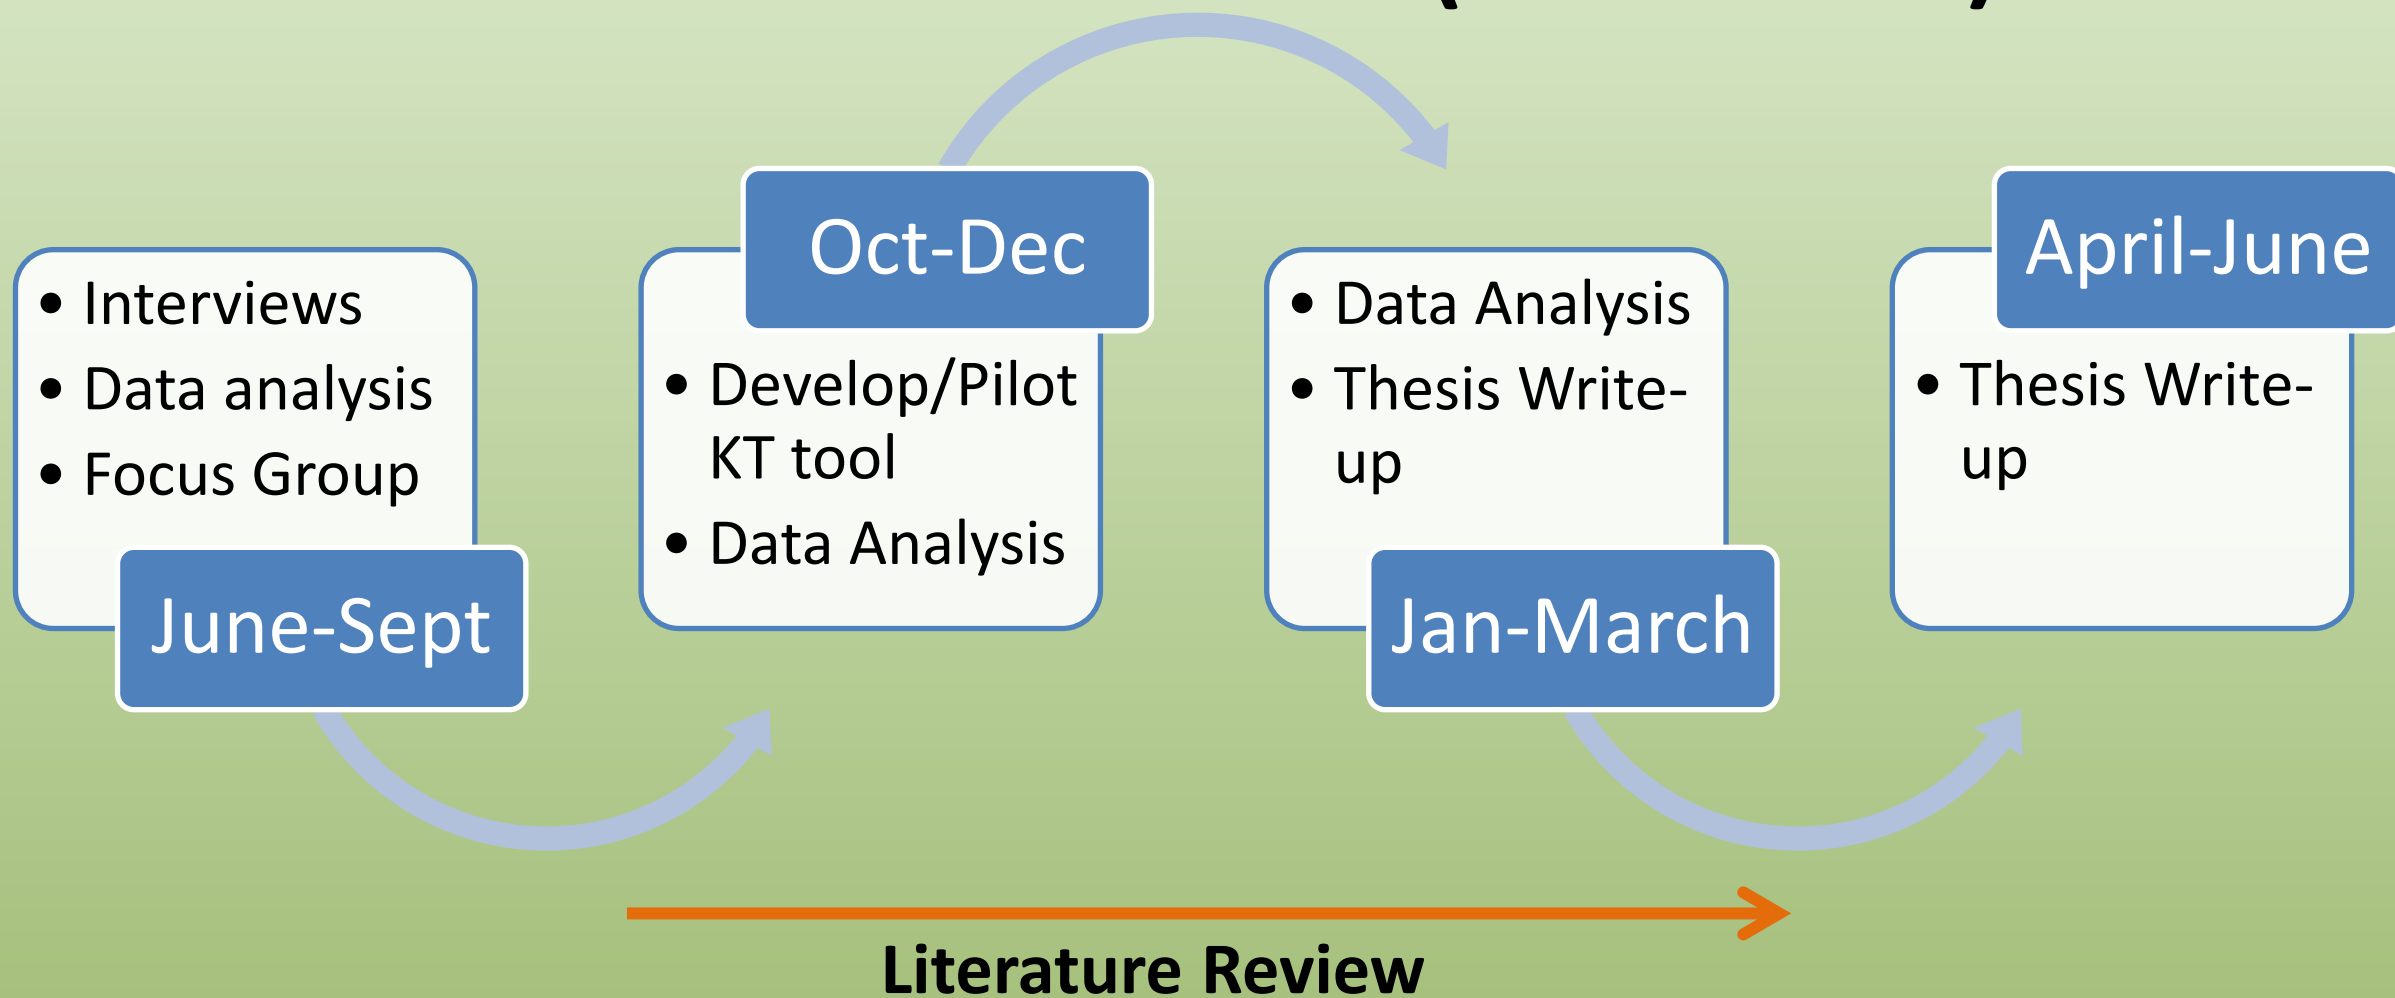 • Interviews
• Data analysis
• Focus Group
June-Sept
Oct-Dec
• Develop/Pilot
KT tool
• Data Analysis
• Data Analysis
• Thesis Write-
up
Jan-March
April-June
• Thesis Write-
up
Literature Review